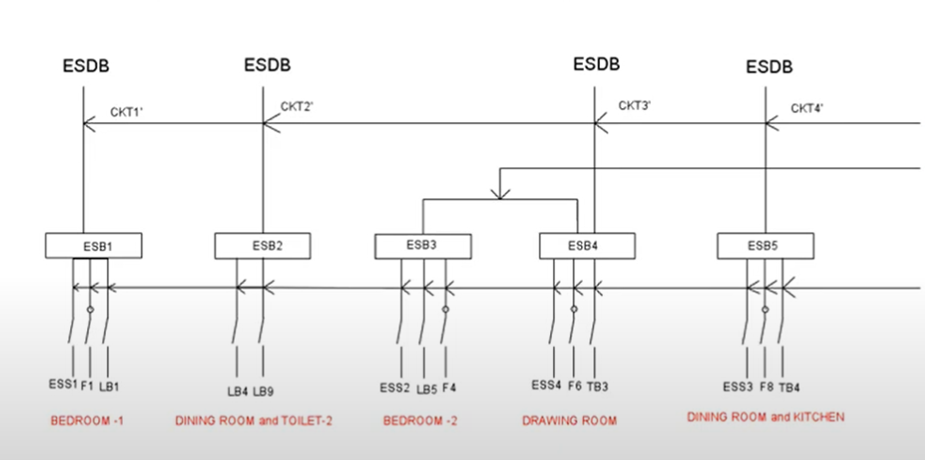 ESDB ESDB ESDB ESDB
CKT1' CKT2' CKT3' CKT4'
ESB1 ESB2 ESB3 ESB4 ESB5
ESS1 F1 LB1 LB4 LB9 ESS2 LB5 F4 ESS4 F6 TB3 ESS3 F8 TB4
BEDROOM -1 DINING ROOM and TOILET-2 BEDROOM -2 DRAWING ROOM DINING ROOM and KITCHEN